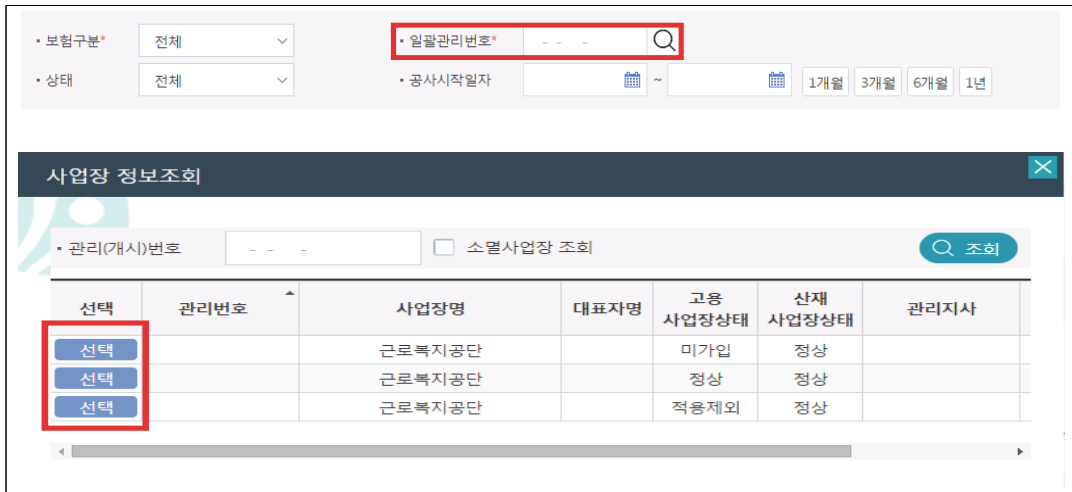 • 보험구분* 전체 • 일괄관리번호* - - -
• 상태 전체 • 공사시작일자 ~ 1개월 3개월 6개월 1년
사업장 정보조회
• 관리(개시)번호 - - - 소멸사업장 조회 조회
선택 관리번호 사업장명 대표자명 고용 사업장상태 산재 사업장상태 관리지사
선택 근로복지공단 미가입 정상
선택 근로복지공단 정상 정상
선택 근로복지공단 적용제외 정상